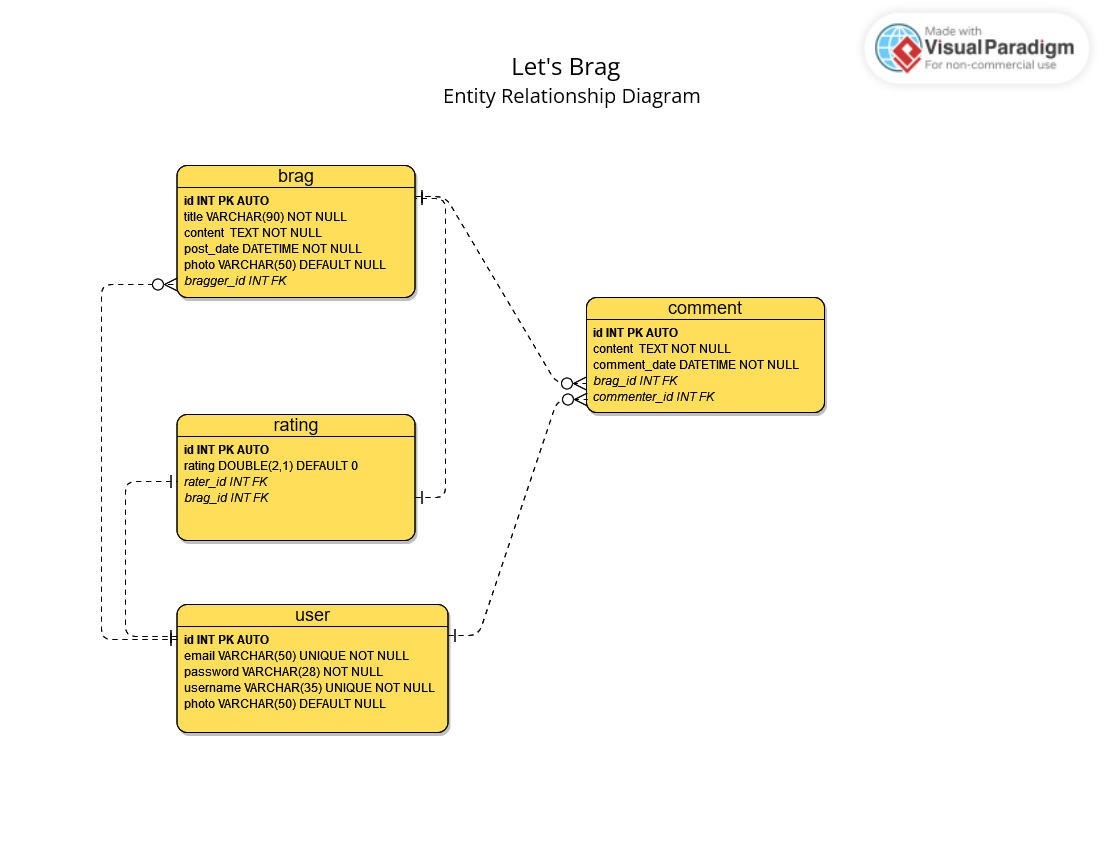 Made with
Visual Paradigm
For non-commercial use
Let's Brag
Entity Relationship Diagram
brag
id INT PK AUTO
title VARCHAR(90) NOT NULL
content TEXT NOT NULL
post_date DATETIME NOT NULL
photo VARCHAR(50) DEFAULT NULL
bragger_id INT FK
comment
id INT PK AUTO
content TEXT NOT NULL
comment_date DATETIME NOT NULL
brag_id INT FK
commenter_id INT FK
rating
id INT PK AUTO
rating DOUBLE(2,1) DEFAULT 0
rater_id INT FK
brag_id INT FK
user
id INT PK AUTO
email VARCHAR(50) UNIQUE NOT NULL
password VARCHAR(28) NOT NULL
username VARCHAR(35) UNIQUE NOT NULL
photo VARCHAR(50) DEFAULT NULL